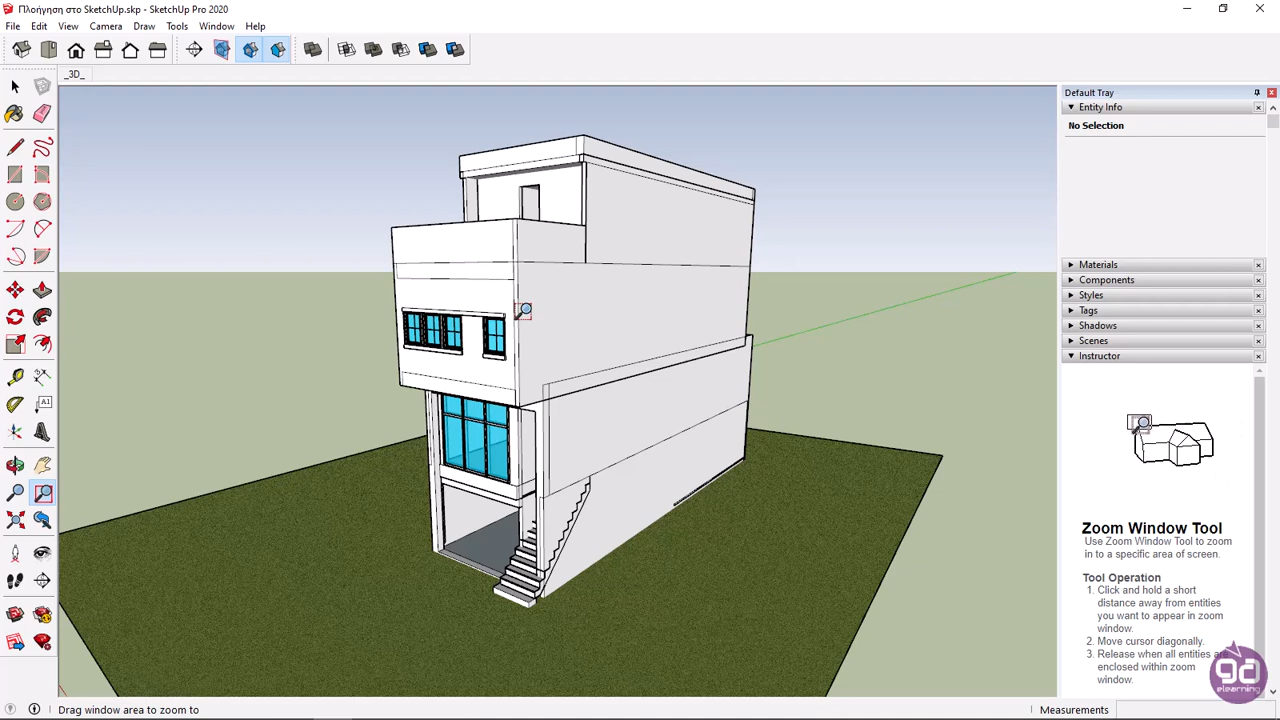 Πλοήγηση στο SketchUp.skp - SketchUp Pro 2020
File Edit View Camera Draw Tools Window Help
_3D_
Default Tray
Entity Info
No Selection
Materials
Components
Styles
Tags
Shadows
Scenes
Instructor
A1
Zoom Window Tool
Use Zoom Window Tool to zoom
in to a specific area of screen.
Tool Operation
1. Click and hold a short
distance away from entities
you want to appear in zoom
window.
2. Move cursor diagonally.
3. Release when all entities are
enclosed within zoom
window.
elearning
Drag window area to zoom to
Measurements